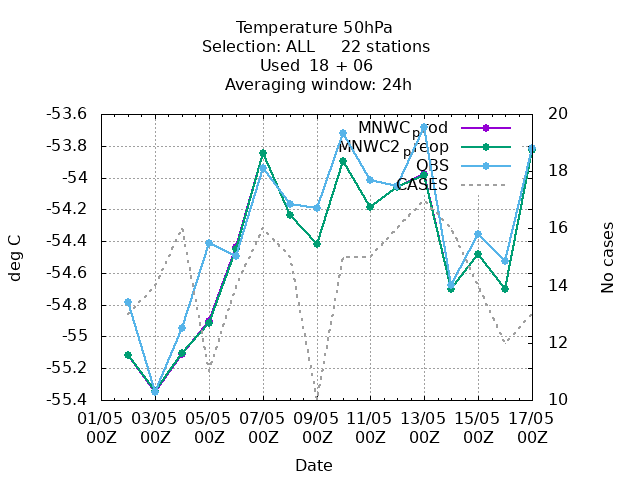 Temperature 50hPa
Selection: ALL 22 stations
Used 18 + 06
Averaging window: 24h
-53.6
-53.8
-54
-54.2
-54.4
-54.6
-54.8
-55
-55.2
-55.4
deg C
20
18
16
14
12
10
No cases
MNWCprod
MNWC2preop
OBS
CASES
01/05 03/05 05/05 07/05 09/05 11/05 13/05 15/05 17/05
00Z 00Z 00Z 00Z 00Z 00Z 00Z 00Z 00Z
Date